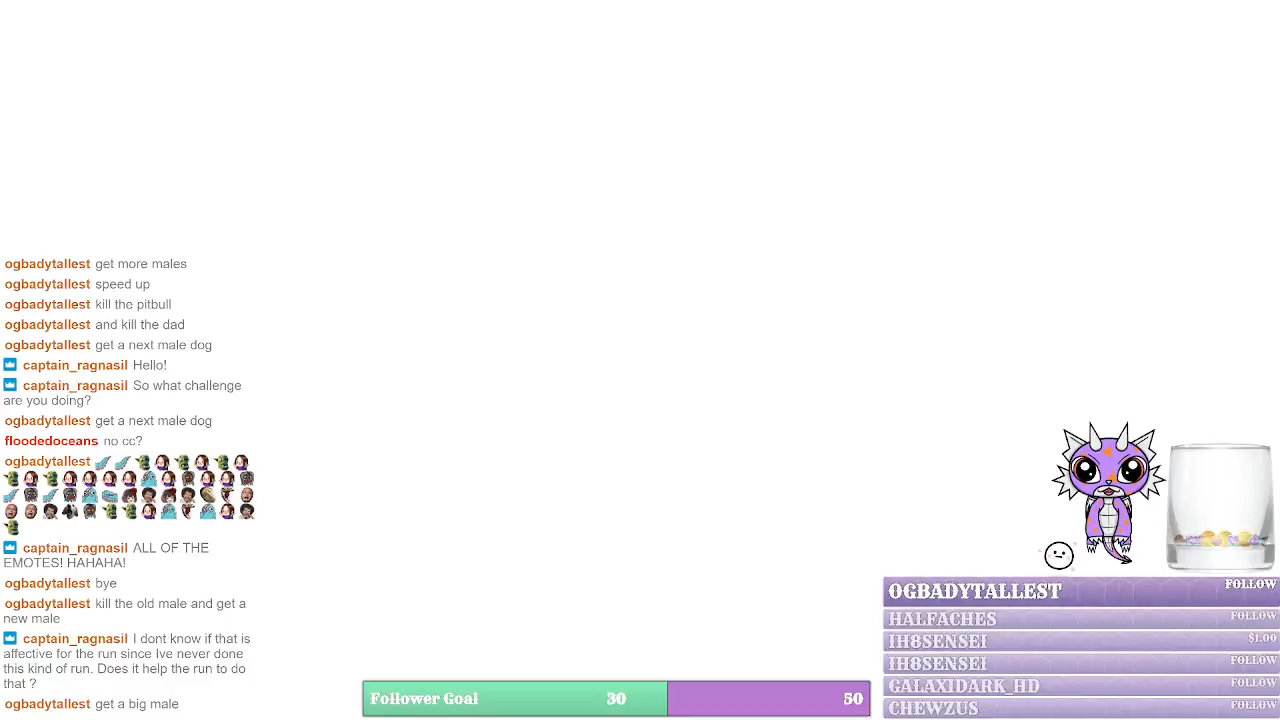 ogbadytallest get more males
ogbadytallest speed up
ogbadytallest kill the pitbull
ogbadytallest and kill the dad
ogbadytallest get a next male dog
captain_ragnasil Hello!
captain_ragnasil So what challenge
are you doing?
ogbadytallest get a next male dog
floodedoceans no cc?
ogbadytallest
captain_ragnasil ALL OF THE
EMOTES! HAHAHA!
ogbadytallest bye
ogbadytallest kill the old male and get a
new male
captain_ragnasil I dont know if that is
affective for the run since Ive never done
this kind of run. Does it help the run to do
that ?
ogbadytallest get a big male
Follower Goal 30 50
OGBADYTALLEST FOLLOW
HALFACHES FOLLOW
IH8SENSEI $1.00
IH8SENSEI FOLLOW
GALAXIDARK_HD FOLLOW
CHEWZUS FOLLOW